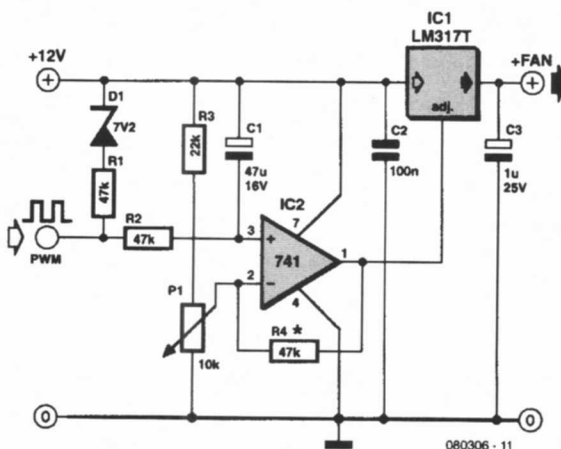 IC1
LM317T
+12V
+FAN
D1
7V2
R3
22k
C1
47u
16V
adj.
C2
100n
C3
1u
25V
R1
47k
IC2
PWM
R2
47k
3
+
7
741
1
2
–
4
P1
10k
R4 *
47k
0
0
080306 - 11